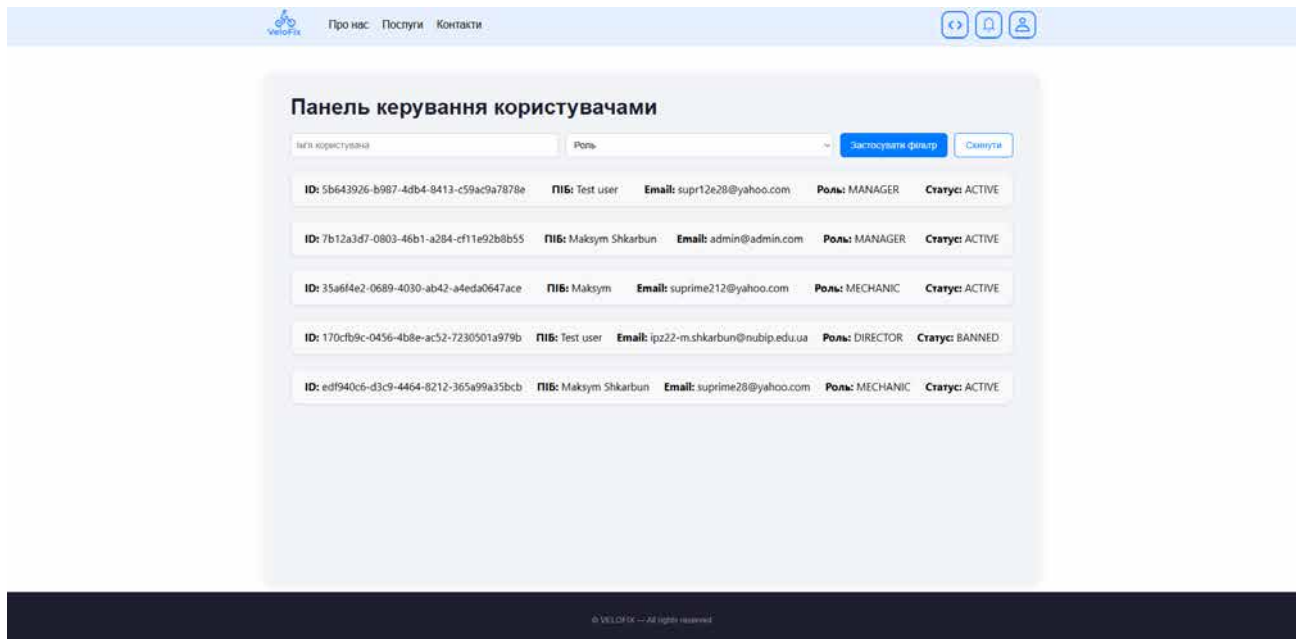 VeloFix Про нас Послуги Контакти
Панель керування користувачами
Ім'я користувача Роль Застосувати фільтр Скинути
ID: 5b643926-b987-4db4-8413-c59ac9a7878e ПІБ: Test user Email: supr12e28@yahoo.com Роль: MANAGER Статус: ACTIVE
ID: 7b12a3d7-0803-46b1-a284-cf11e92b8b55 ПІБ: Maksym Shkarbun Email: admin@admin.com Роль: MANAGER Статус: ACTIVE
ID: 35a6f4e2-0689-4030-ab42-a4eda0647ace ПІБ: Maksym Email: suprime212@yahoo.com Роль: MECHANIC Статус: ACTIVE
ID: 170cfb9c-0456-4b8e-ac52-7230501a979b ПІБ: Test user Email: ipz22-m.shkarbun@nubip.edu.ua Роль: DIRECTOR Статус: BANNED
ID: edf940c6-d3c9-4464-8212-365a99a35bcb ПІБ: Maksym Shkarbun Email: suprime28@yahoo.com Роль: MECHANIC Статус: ACTIVE
© VELOFIX — All rights reserved